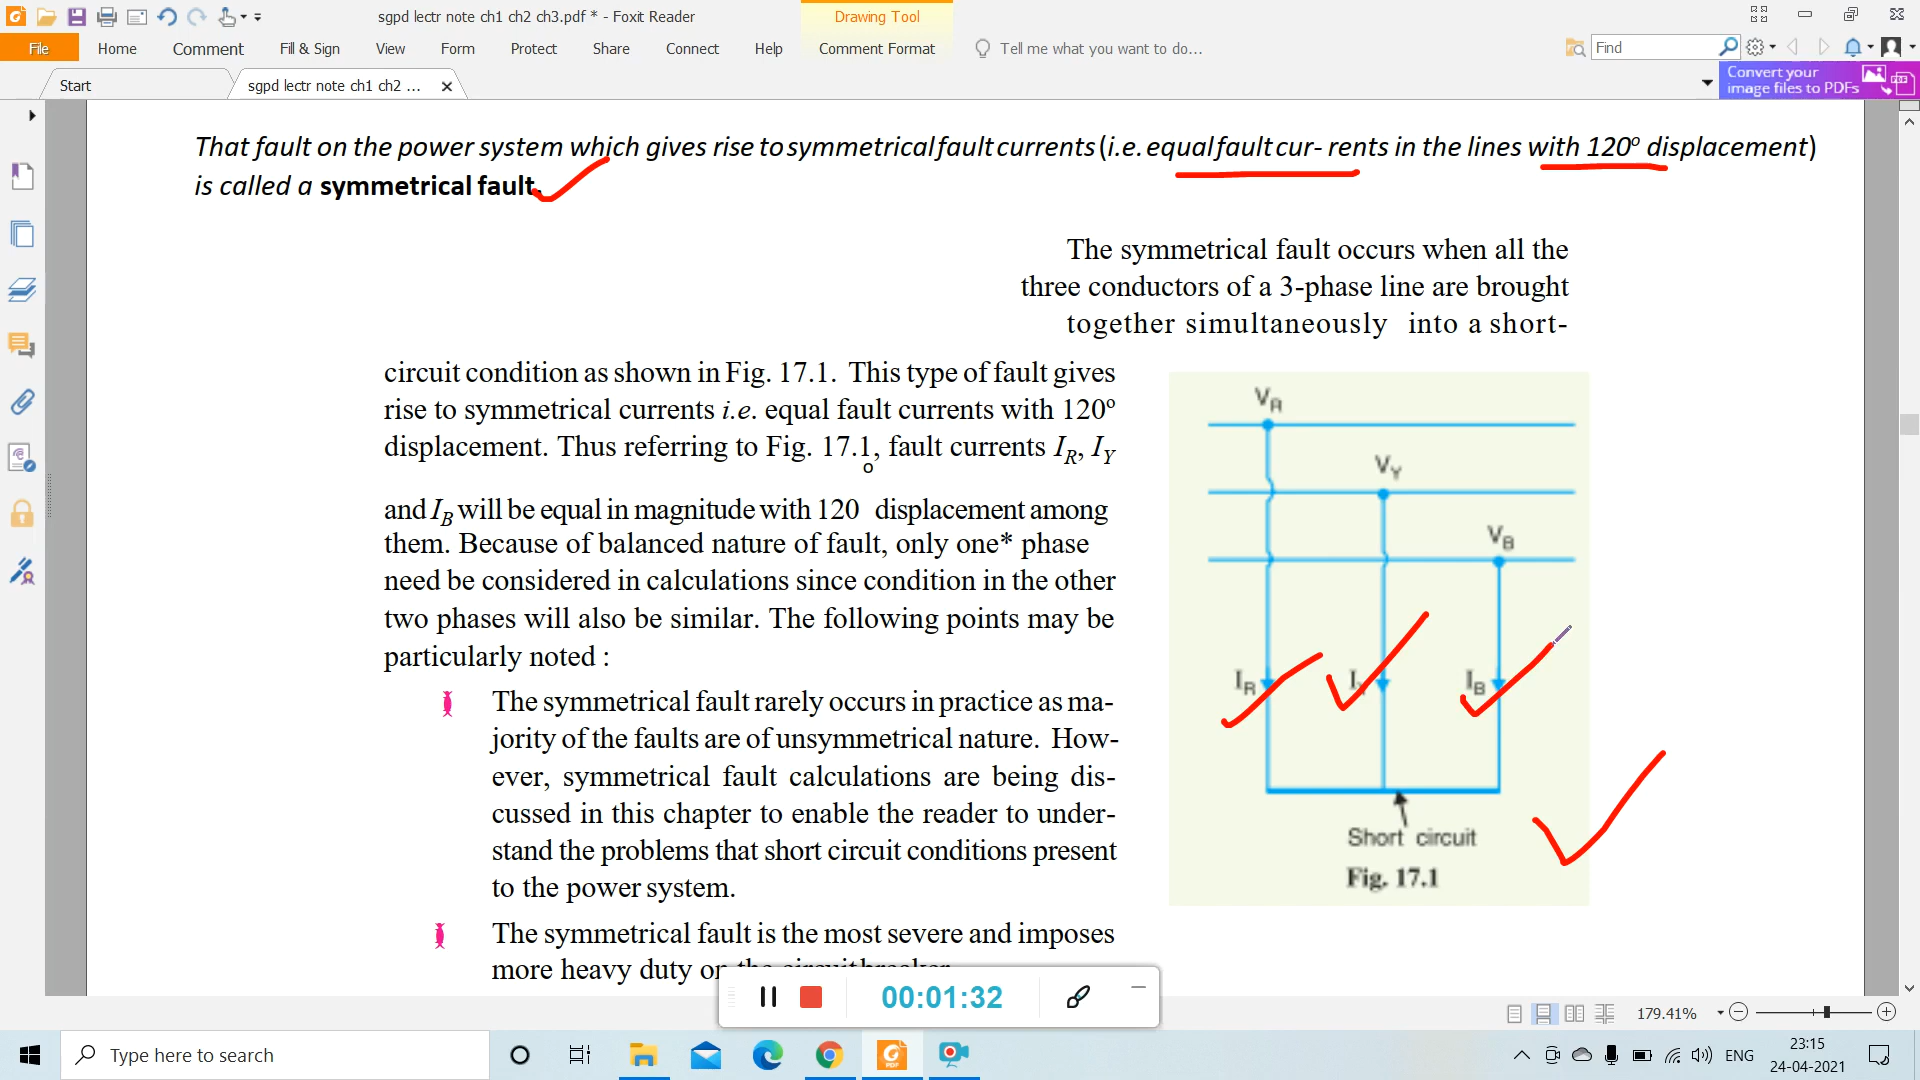 sgpd lectr note ch1 ch2 ch3.pdf * - Foxit Reader
Drawing Tool
File Home Comment Fill & Sign View Form Protect Share Connect Help Comment Format Tell me what you want to do... Find
Start
sgpd lectr note ch1 ch2 ...
Convert your
image files to PDFs
That fault on the power system which gives rise to symmetrical fault currents (i.e. equal fault cur- rents in the lines with 120o displacement)
is called a symmetrical fault.
The symmetrical fault occurs when all the
three conductors of a 3-phase line are brought
together simultaneously into a short-
circuit condition as shown in Fig. 17.1. This type of fault gives
rise to symmetrical currents i.e. equal fault currents with 120º
displacement. Thus referring to Fig. 17.1, fault currents IR, IY
o
and IB will be equal in magnitude with 120 displacement among
them. Because of balanced nature of fault, only one* phase
need be considered in calculations since condition in the other
two phases will also be similar. The following points may be
particularly noted :
The symmetrical fault rarely occurs in practice as ma-
jority of the faults are of unsymmetrical nature. How-
ever, symmetrical fault calculations are being dis-
cussed in this chapter to enable the reader to under-
stand the problems that short circuit conditions present
to the power system.
The symmetrical fault is the most severe and imposes
more heavy duty on the circuit breaker.
VR
VY
VB
IR IY IB
Short circuit
Fig. 17.1
00:01:32
179.41%
Type here to search
ENG
23:15
24-04-2021